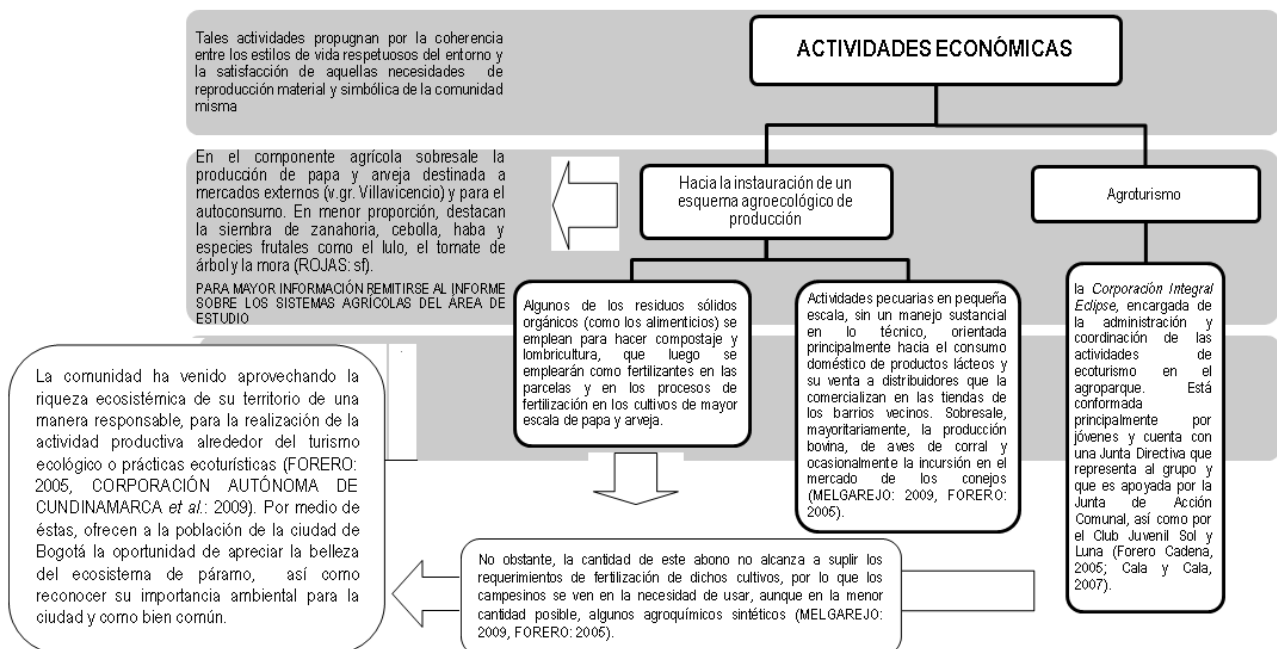 Tales actividades propugnan por la coherencia
entre los estilos de vida respetuosos del entorno y
la satisfacción de aquellas necesidades de
reproducción material y simbólica de la comunidad
misma
ACTIVIDADES ECONÓMICAS
En el componente agrícola sobresale la
producción de papa y arveja destinada a
mercados externos (v.gr. Villavicencio) y para el
autoconsumo. En menor proporción, destacan
la siembra de zanahoria, cebolla, haba y
especies frutales como el lulo, el tomate de
árbol y la mora (ROJAS: sf).
PARA MAYOR INFORMACIÓN REMITIRSE AL INFORME
SOBRE LOS SISTEMAS AGRÍCOLAS DEL ÁREA DE
ESTUDIO
Hacia la instauración de un
esquema agroecológico de
producción
Agroturismo
Algunos de los residuos sólidos
orgánicos (como los alimenticios) se
emplean para hacer compostaje y
lombricultura, que luego se
emplearán como fertilizantes en las
parcelas y en los procesos de
fertilización en los cultivos de mayor
escala de papa y arveja.
Actividades pecuarias en pequeña
escala, sin un manejo sustancial
en lo técnico, orientada
principalmente hacia el consumo
doméstico de productos lácteos y
su venta a distribuidores que la
comercializan en las tiendas de
los barrios vecinos. Sobresale,
mayoritariamente, la producción
bovina, de aves de corral y
ocasionalmente la incursión en el
mercado de los conejos
(MELGAREJO: 2009, FORERO:
2005).
la Corporación Integral
Eclipse, encargada de
la administración y
coordinación de las
actividades de
ecoturismo en el
agroparque. Está
conformada
principalmente por
jóvenes y cuenta con
una Junta Directiva que
representa al grupo y
que es apoyada por la
Junta de Acción
Comunal, así como por
el Club Juvenil Sol y
Luna (Forero Cadena,
2005; Cala y Cala,
2007).
La comunidad ha venido aprovechando la
riqueza ecosistémica de su territorio de una
manera responsable, para la realización de la
actividad productiva alrededor del turismo
ecológico o prácticas ecoturísticas (FORERO:
2005, CORPORACIÓN AUTÓNOMA DE
CUNDINAMARCA et al.: 2009). Por medio de
éstas, ofrecen a la población de la ciudad de
Bogotá la oportunidad de apreciar la belleza
del ecosistema de páramo, así como
reconocer su importancia ambiental para la
ciudad y como bien común.
No obstante, la cantidad de este abono no alcanza a suplir los
requerimientos de fertilización de dichos cultivos, por lo que los
campesinos se ven en la necesidad de usar, aunque en la menor
cantidad posible, algunos agroquímicos sintéticos (MELGAREJO:
2009, FORERO: 2005).